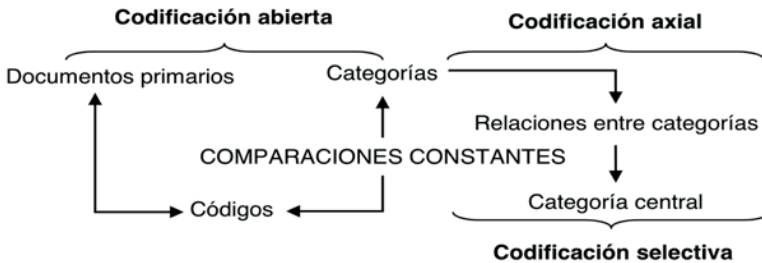 Codificación abierta
Codificación axial
Documentos primarios
Categorías
Relaciones entre categorías
COMPARACIONES CONSTANTES
Códigos
Categoría central
Codificación selectiva